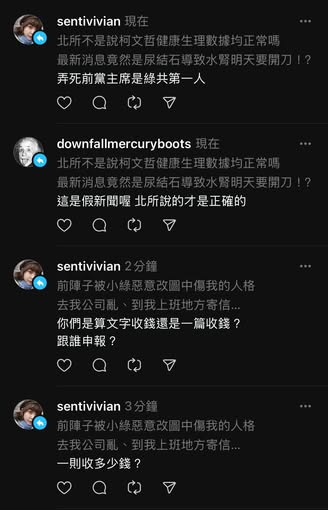 sentivivian 現在
北所不是說柯文哲健康生理數據均正常嗎
最新消息竟然是尿結石導致水腎明天要開刀！？
弄死前黨主席是綠共第一人
downfallmercuryboots 現在
北所不是說柯文哲健康生理數據均正常嗎
最新消息竟然是尿結石導致水腎明天要開刀！？
這是假新聞喔 北所說的才是正確的
sentivivian 2分鐘
前陣子被小綠惡意改圖中傷我的人格
去我公司亂、到我上班地方寄信...
你們是算文字收錢還是一篇收錢？
跟誰申報？
sentivivian 3分鐘
前陣子被小綠惡意改圖中傷我的人格
去我公司亂、到我上班地方寄信...
一則收多少錢？